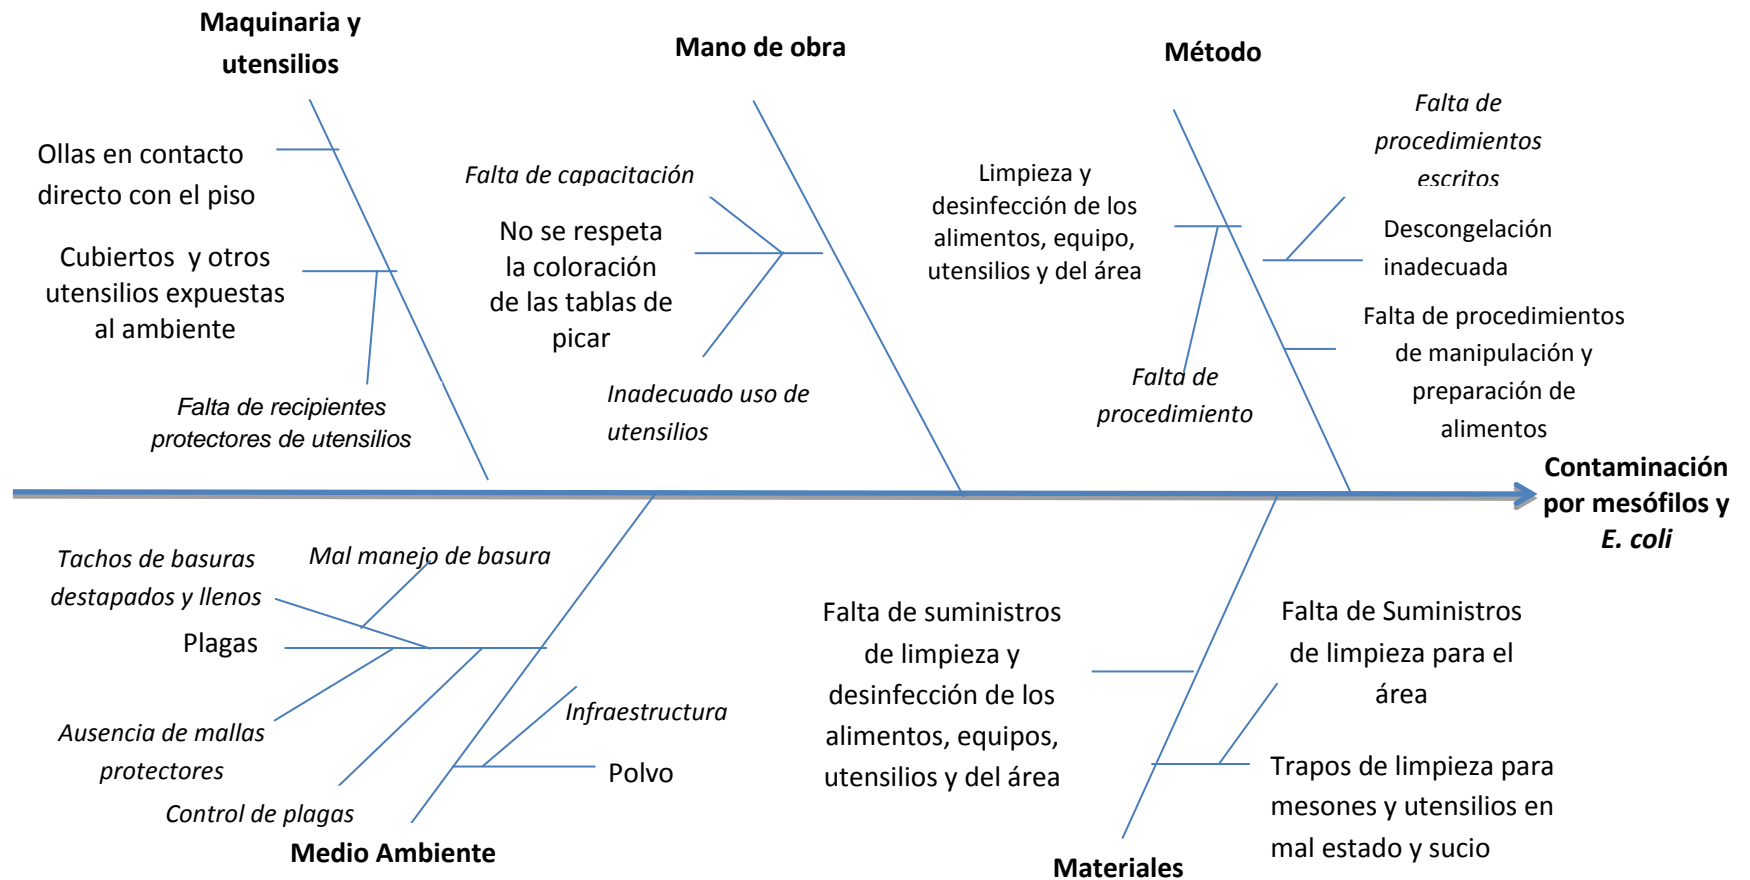 Maquinaria y
utensilios
Mano de obra
Método
Ollas en contacto
directo con el piso
Cubiertos y otros
utensilios expuestas
al ambiente
Falta de recipientes
protectores de utensilios
Falta de capacitación
No se respeta
la coloración
de las tablas de
picar
Inadecuado uso de
utensilios
Limpieza y
desinfección de los
alimentos, equipo,
utensilios y del área
Falta de
procedimiento
Falta de
procedimientos
escritos
Descongelación
inadecuada
Falta de procedimientos
de manipulación y
preparación de
alimentos
Contaminación
por mesófilos y
E. coli
Tachos de basuras
destapados y llenos
Mal manejo de basura
Plagas
Ausencia de mallas
protectores
Control de plagas
Infraestructura
Polvo
Medio Ambiente
Falta de suministros
de limpieza y
desinfección de los
alimentos, equipos,
utensilios y del área
Falta de Suministros
de limpieza para el
área
Trapos de limpieza para
mesones y utensilios en
mal estado y sucio
Materiales